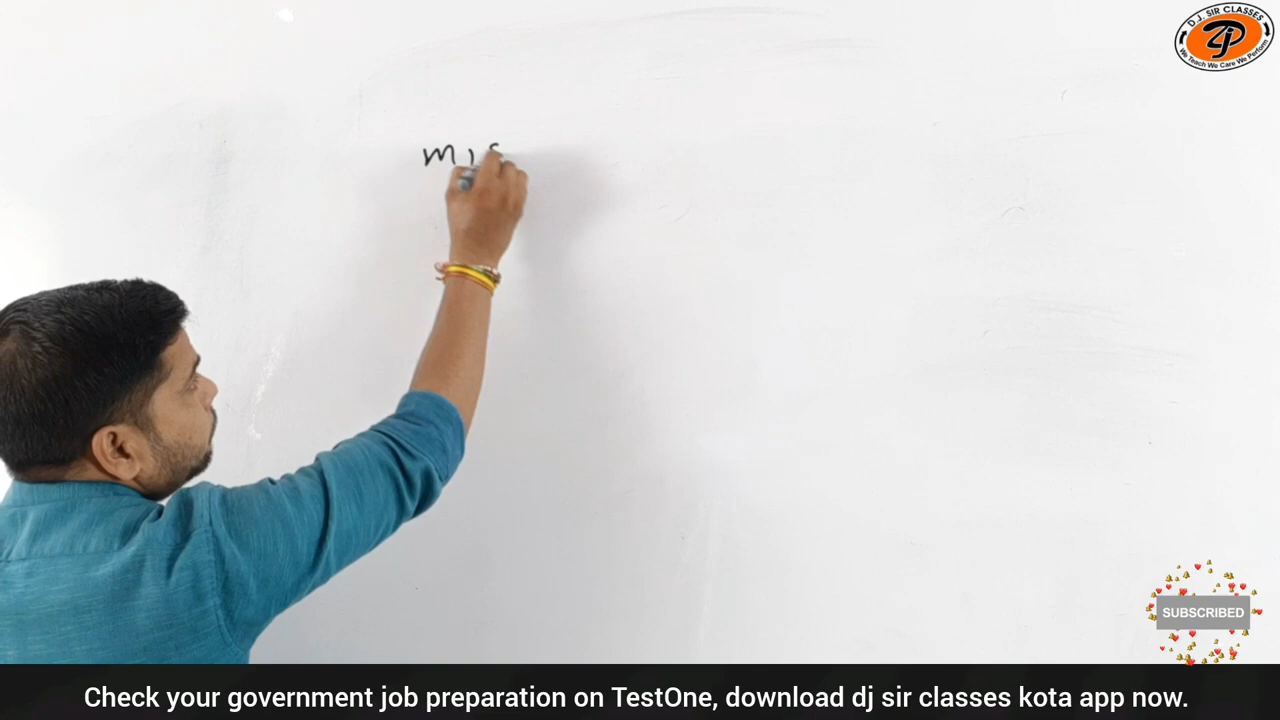 D.J. SIR CLASSES
We Teach We Care We Perform
SUBSCRIBED
Check your government job preparation on TestOne, download dj sir classes kota app now.